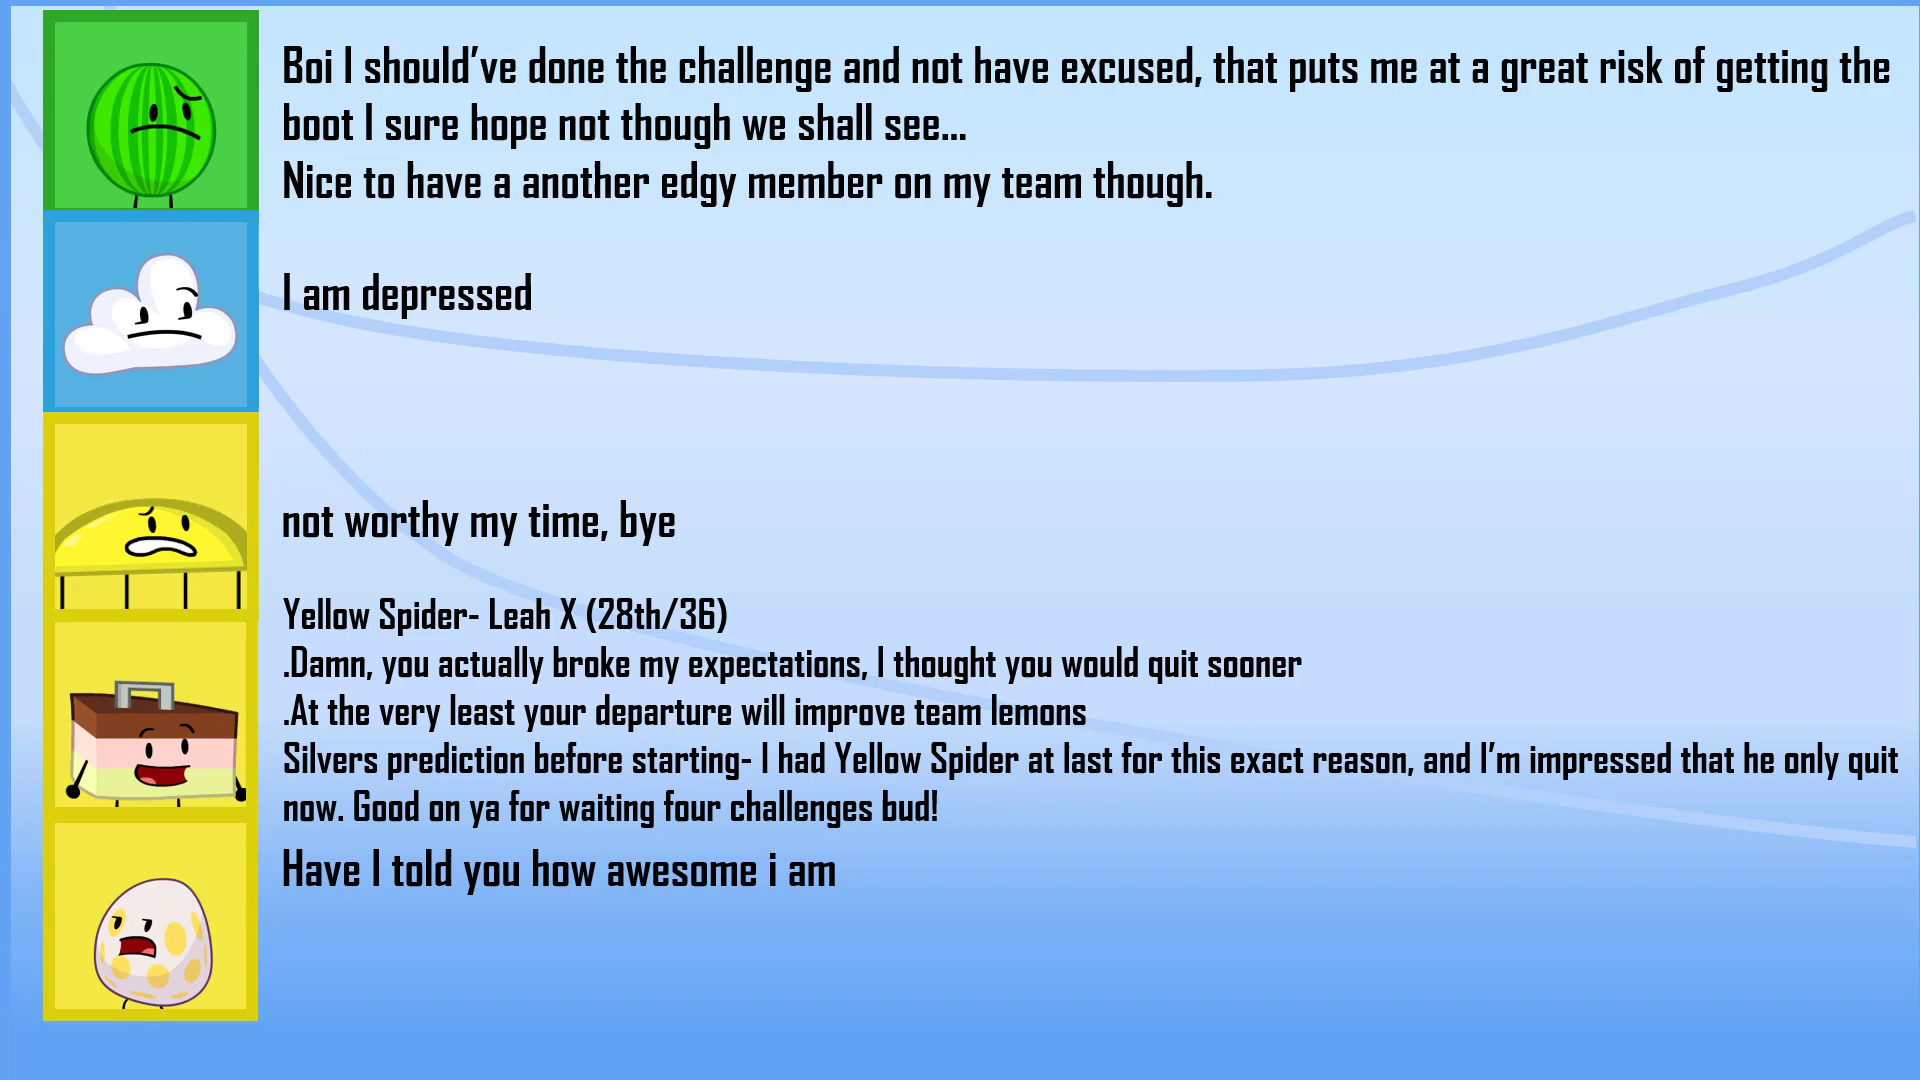 Boi I should've done the challenge and not have excused, that puts me at a great risk of getting the
boot I sure hope not though we shall see...
Nice to have a another edgy member on my team though.
I am depressed
not worthy my time, bye
Yellow Spider- Leah X (28th/36)
.Damn, you actually broke my expectations, I thought you would quit sooner
.At the very least your departure will improve team lemons
Silvers prediction before starting- I had Yellow Spider at last for this exact reason, and I'm impressed that he only quit
now. Good on ya for waiting four challenges bud!
Have I told you how awesome i am